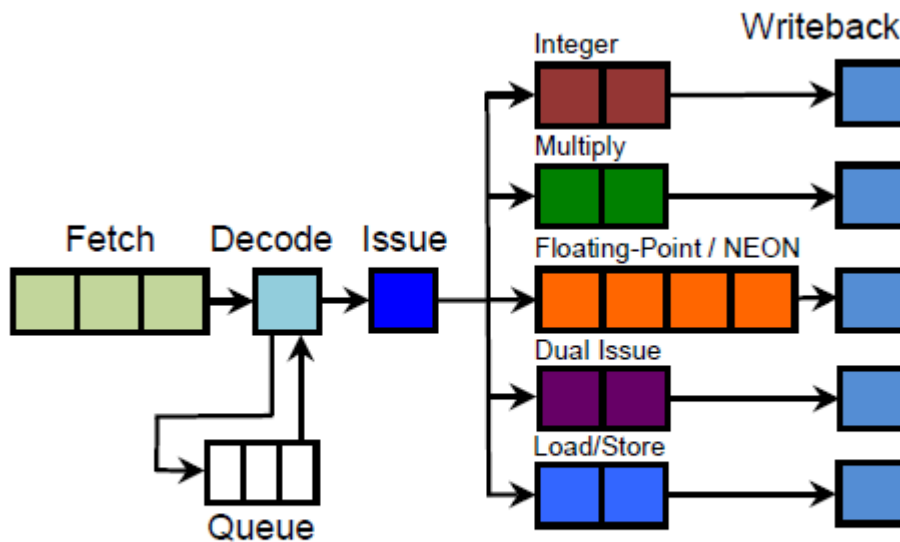 Integer
Writeback
Multiply
Fetch
Decode
Issue
Floating-Point / NEON
Dual Issue
Load/Store
Queue